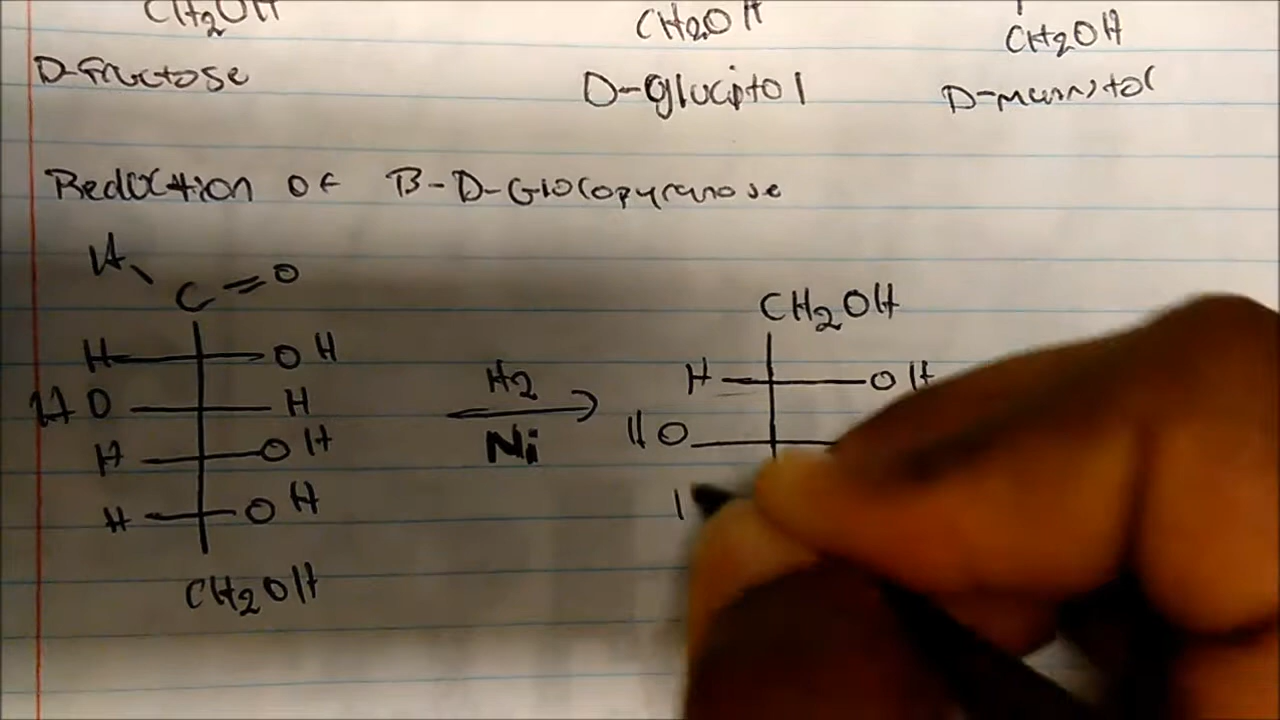 CH2OH CH2OH CH2OH
D-fructose D-glucitol D-mannitol
Reduction of B-D-Glucopyranose
H C=O
CH2OH
H OH
H OH
HO H
H2
Ni
HO
H OH
H OH
CH2OH